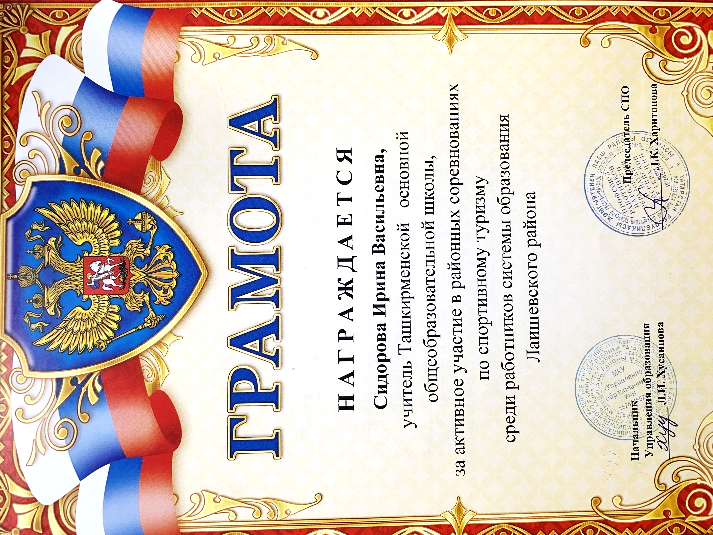 ГРАМОТА
НАГРАЖДАЕТСЯ
Сидорова Ирина Васильевна,
учитель Ташкирменской основной
общеобразовательной школы,
за активное участие в районных соревнованиях
по спортивному туризму
среди работников системы образования
Лаишевского района
Начальник
Управления образования
Л.И. Хусаинова
Председатель СПО
Харитонова